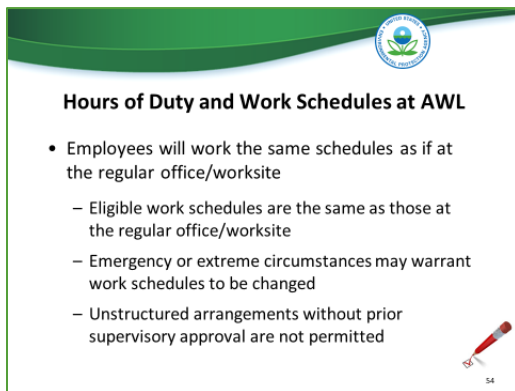 Hours of Duty and Work Schedules at AWL
• Employees will work the same schedules as if at
the regular office/worksite
– Eligible work schedules are the same as those at
the regular office/worksite
– Emergency or extreme circumstances may warrant
work schedules to be changed
– Unstructured arrangements without prior
supervisory approval are not permitted
54